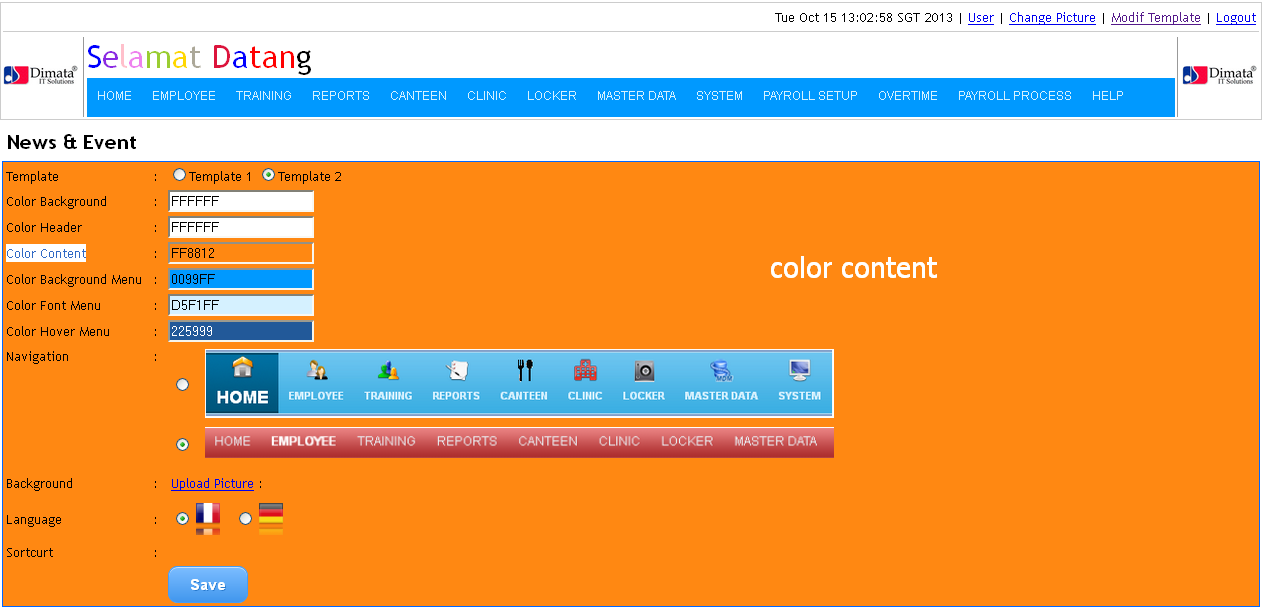 Tue Oct 15 13:02:58 SGT 2013 | User | Change Picture | Modif Template | Logout
Dimata® IT Solutions
Selamat Datang
Dimata® IT Solutions
HOME EMPLOYEE TRAINING REPORTS CANTEEN CLINIC LOCKER MASTER DATA SYSTEM PAYROLL SETUP OVERTIME PAYROLL PROCESS HELP
News & Event
Template : Template 1 Template 2
Color Background : FFFFFF
Color Header : FFFFFF
Color Content : FF8812
color content
Color Background Menu : 0099FF
Color Font Menu : D5F1FF
Color Hover Menu : 225999
Navigation :
HOME EMPLOYEE TRAINING REPORTS CANTEEN CLINIC LOCKER MASTER DATA SYSTEM
HOME EMPLOYEE TRAINING REPORTS CANTEEN CLINIC LOCKER MASTER DATA
Background : Upload Picture :
Language :
Sortcurt :
Save